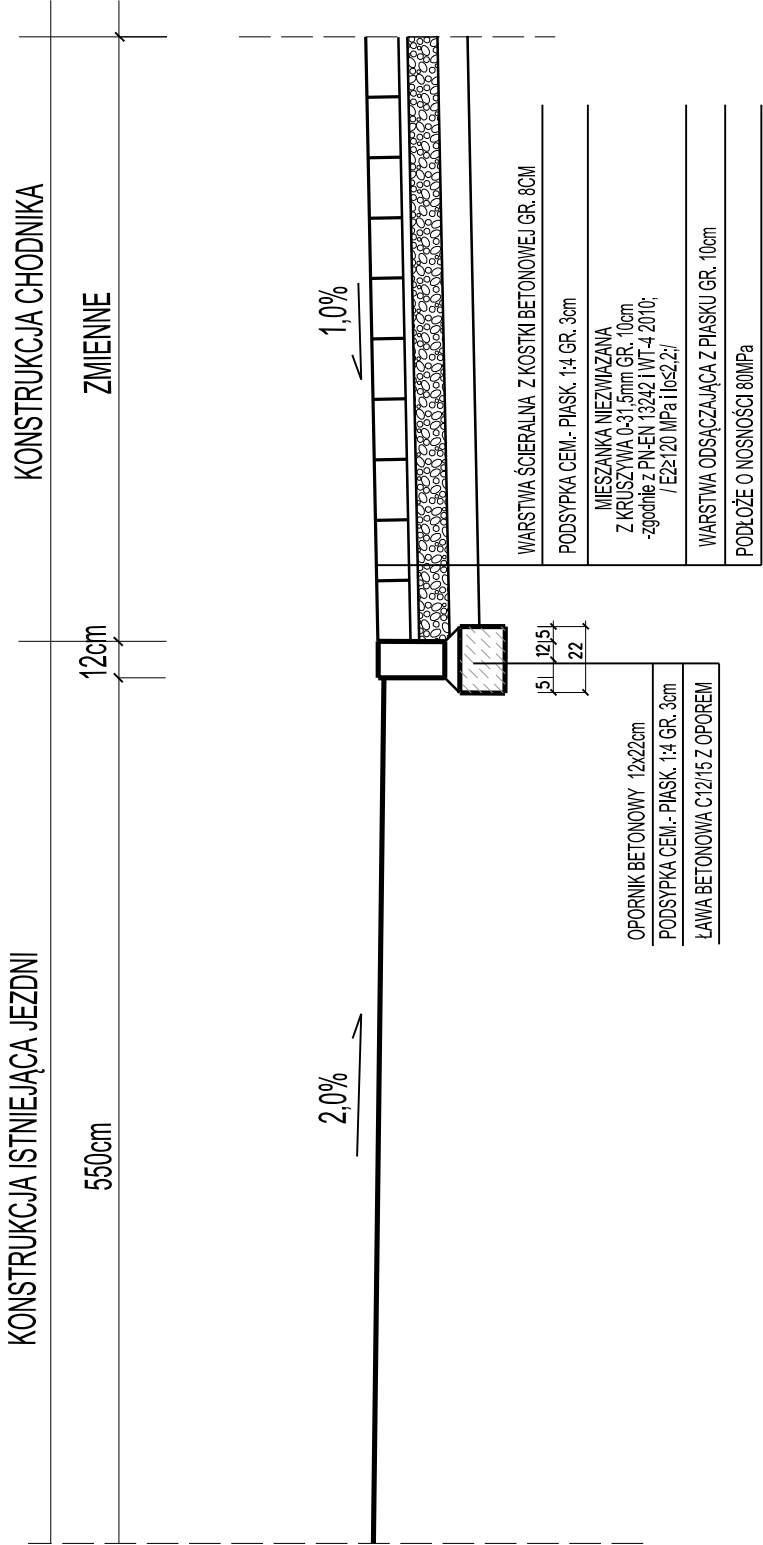 KONSTRUKCJA ISTNIEJĄCA JEZDNI
KONSTRUKCJA CHODNIKA
550cm
12cm
ZMIENNE
2,0%
1,0%
5
12
5
22
WARSTWA ŚCIERALNA Z KOSTKI BETONOWEJ GR. 8CM
PODSYPKA CEM.- PIASK. 1:4 GR. 3cm
MIESZANKA NIEZWIAZANA
Z KRUSZYWA 0-31,5mm GR. 10cm
-zgodnie z PN-EN 13242 i WT-4 2010;
/ E2≥120 MPa i Io≤2,2;/
WARSTWA ODSĄCZAJĄCA Z PIASKU GR. 10cm
PODŁOŻE O NOSNOŚCI 80MPa
OPORNIK BETONOWY 12x22cm
PODSYPKA CEM.- PIASK. 1:4 GR. 3cm
ŁAWA BETONOWA C12/15 Z OPOREM